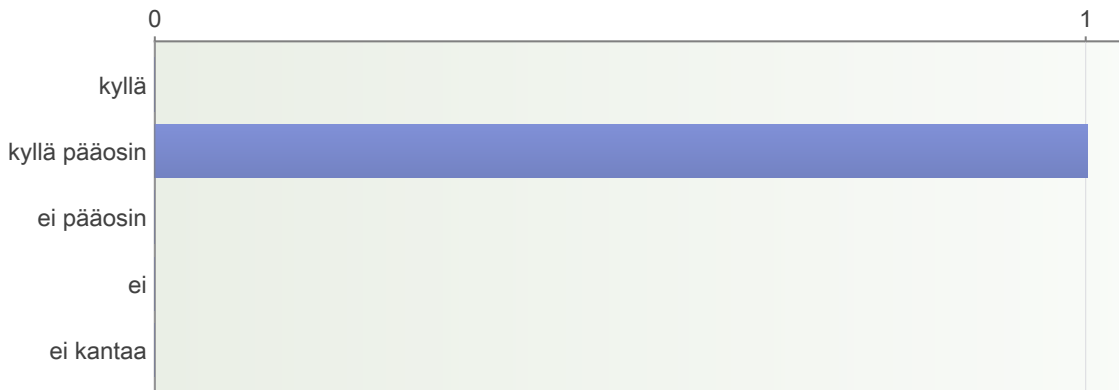 0 1
kyllä
kyllä pääosin
ei pääosin
ei
ei kantaa